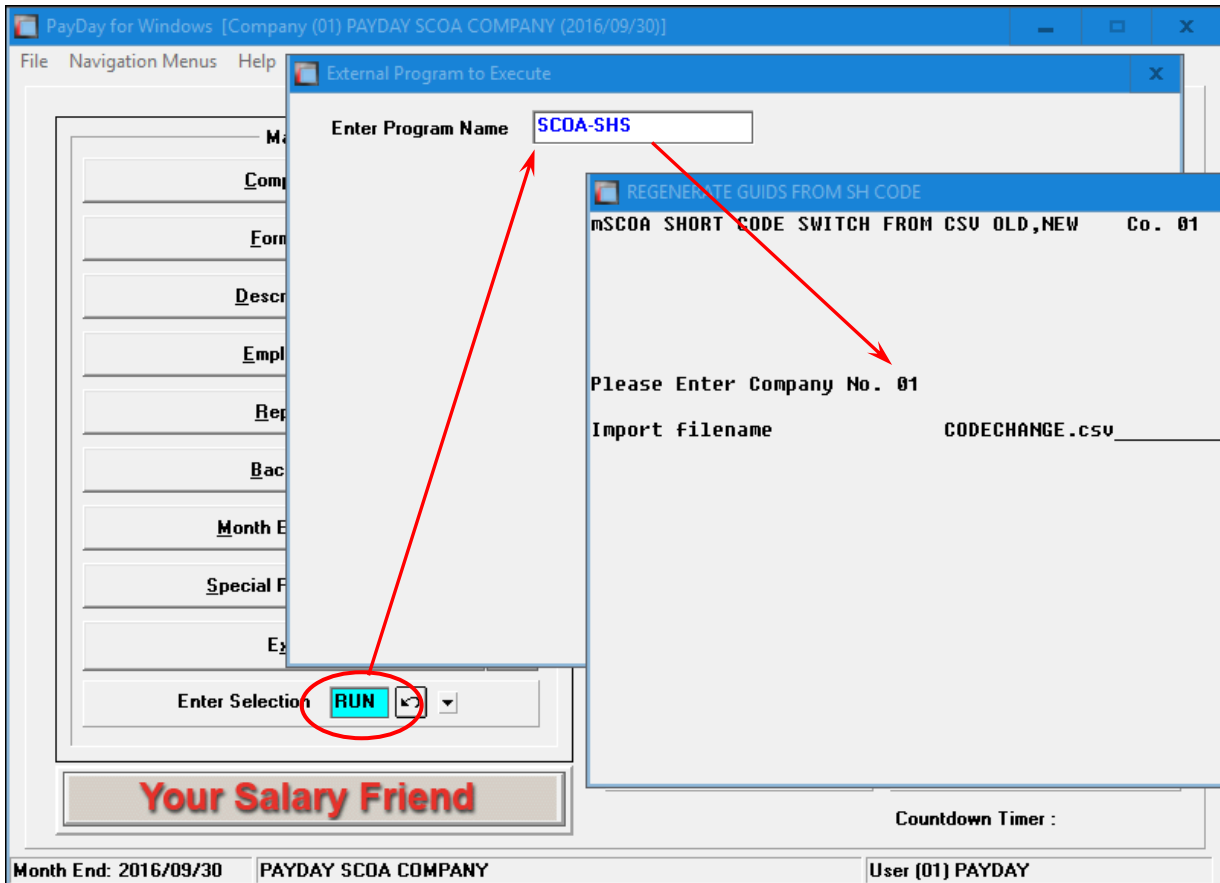 PayDay for Windows [Company (01) PAYDAY SCOA COMPANY (2016/09/30)]
File Navigation Menus Help
External Program to Execute
Enter Program Name SCOA-SHS
REGENERATE GUIDS FROM SH CODE
mSCOA SHORT CODE SWITCH FROM CSV OLD,NEW Co. 01
Please Enter Company No. 01
Import filename CODECHANGE.csv
Month E
Special F
Enter Selection RUN
Your Salary Friend
Countdown Timer :
Month End: 2016/09/30 PAYDAY SCOA COMPANY User (01) PAYDAY